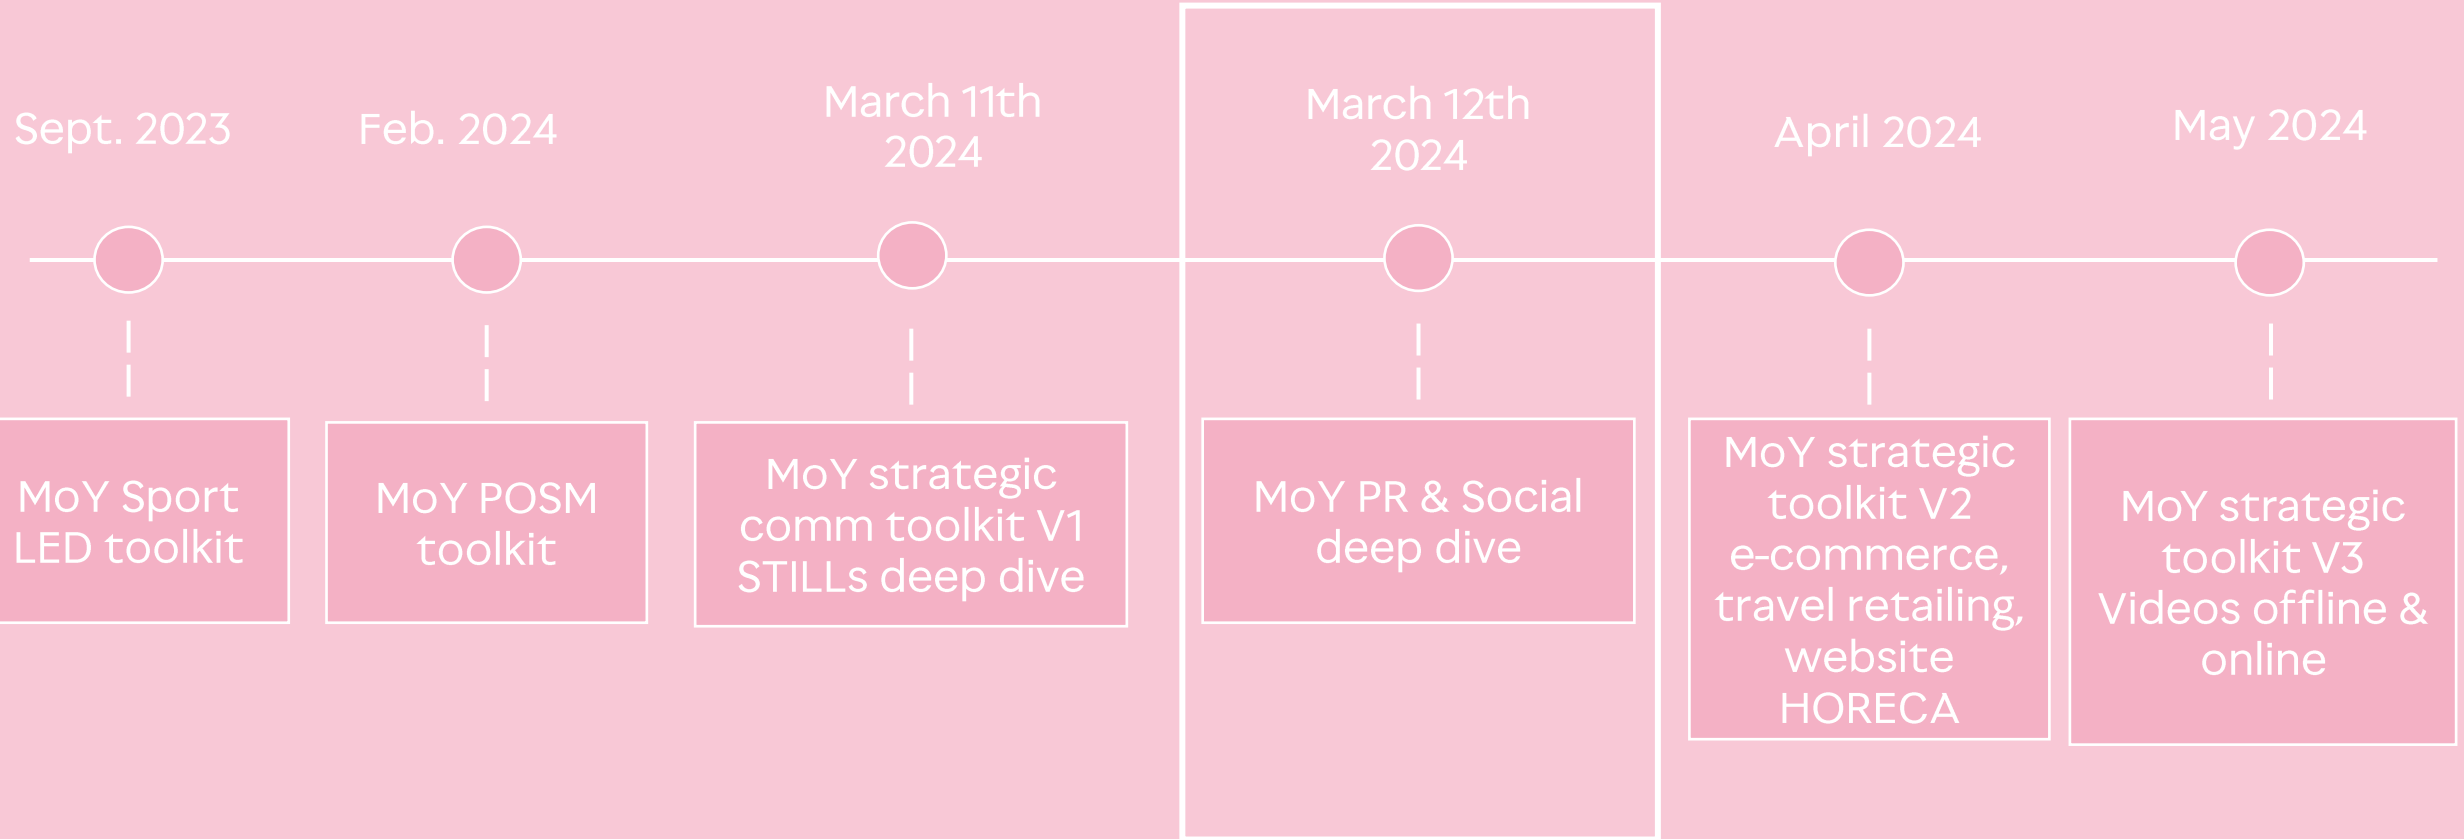 Sept. 2023
Feb. 2024
March 11th
2024
March 12th
2024
April 2024
May 2024
MoY Sport
LED toolkit
MoY POSM
toolkit
MoY strategic
comm toolkit V1
STILLs deep dive
MoY PR & Social
deep dive
MoY strategic
toolkit V2
e-commerce,
travel retailing,
website
HORECA
MoY strategic
toolkit V3
Videos offline &
online